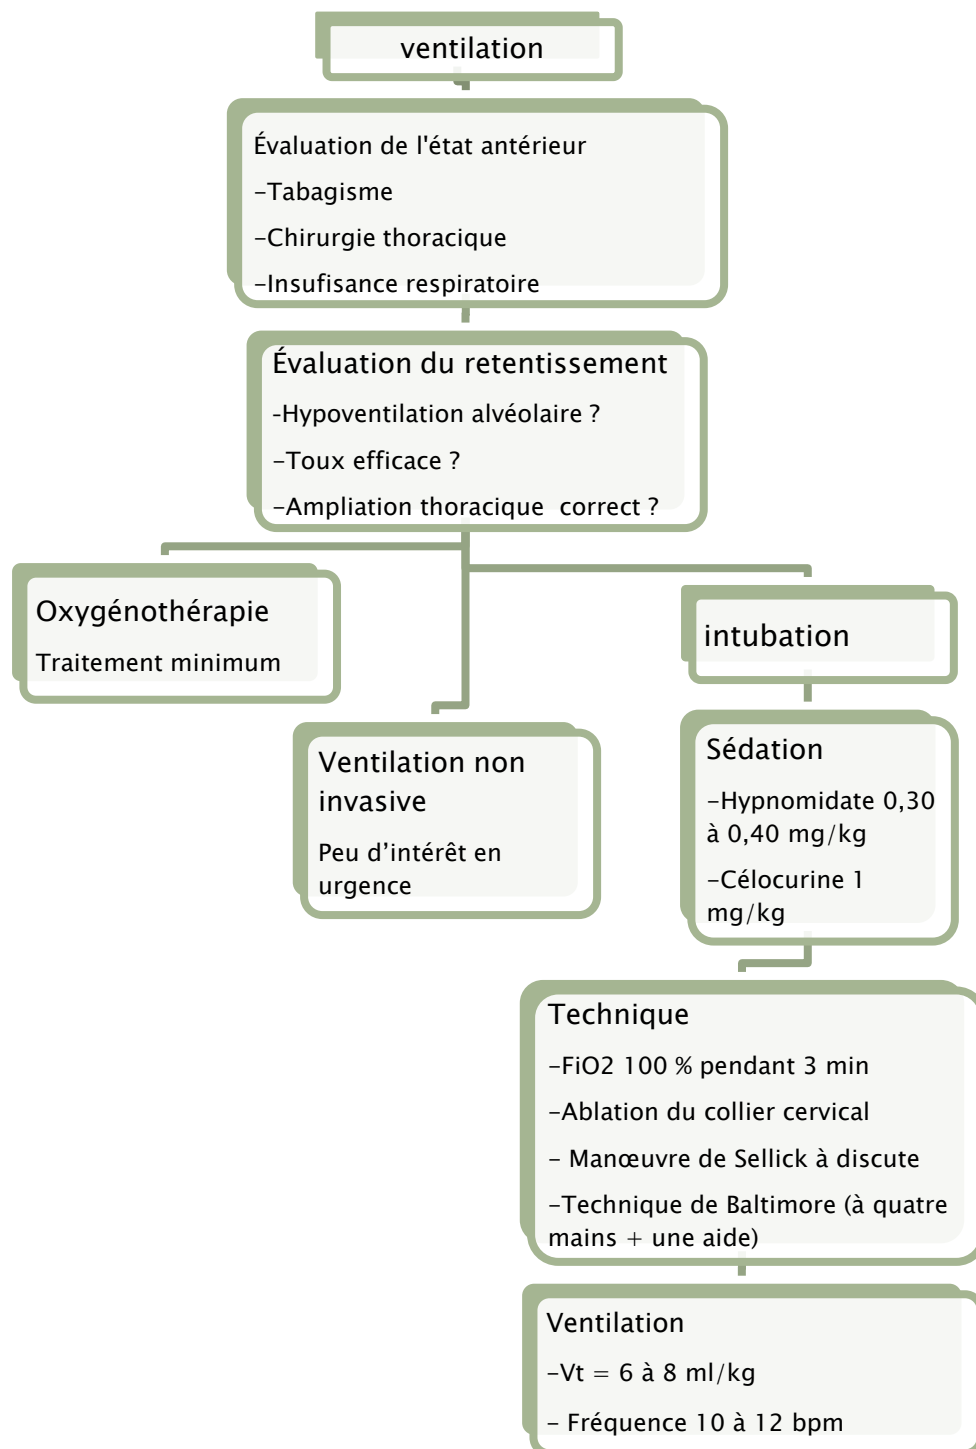 ventilation
Évaluation de l'état antérieur
–Tabagisme
–Chirurgie thoracique
–Insufisance respiratoire
Évaluation du retentissement
-Hypoventilation alvéolaire ?
–Toux efficace ?
–Ampliation thoracique  correct ?
Oxygénothérapie
Traitement minimum
Ventilation non
invasive
Peu d’intérêt en
urgence
intubation
Sédation
–Hypnomidate 0,30
à 0,40 mg/kg
–Célocurine 1
mg/kg
Technique
–FiO2 100 % pendant 3 min
–Ablation du collier cervical
– Manœuvre de Sellick à discute
–Technique de Baltimore (à quatre
mains + une aide)
Ventilation
–Vt = 6 à 8 ml/kg
– Fréquence 10 à 12 bpm